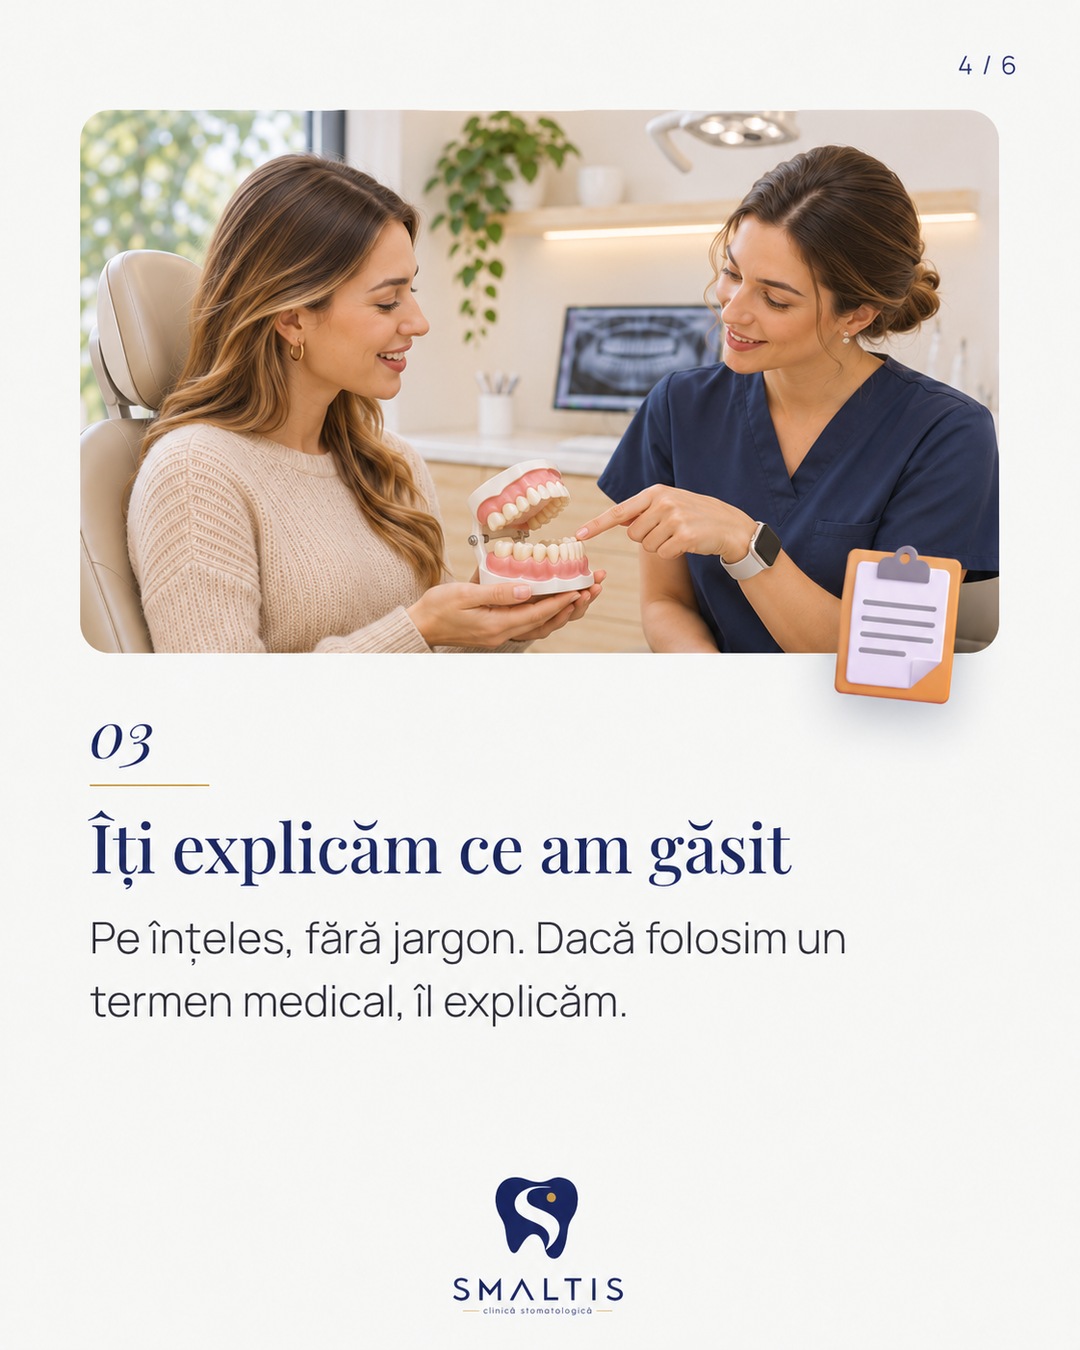 4 / 6
03
Îți explicăm ce am găsit
Pe înțeles, fără jargon. Dacă folosim un
termen medical, îl explicăm.
SMALTIS
clinică stomatologică